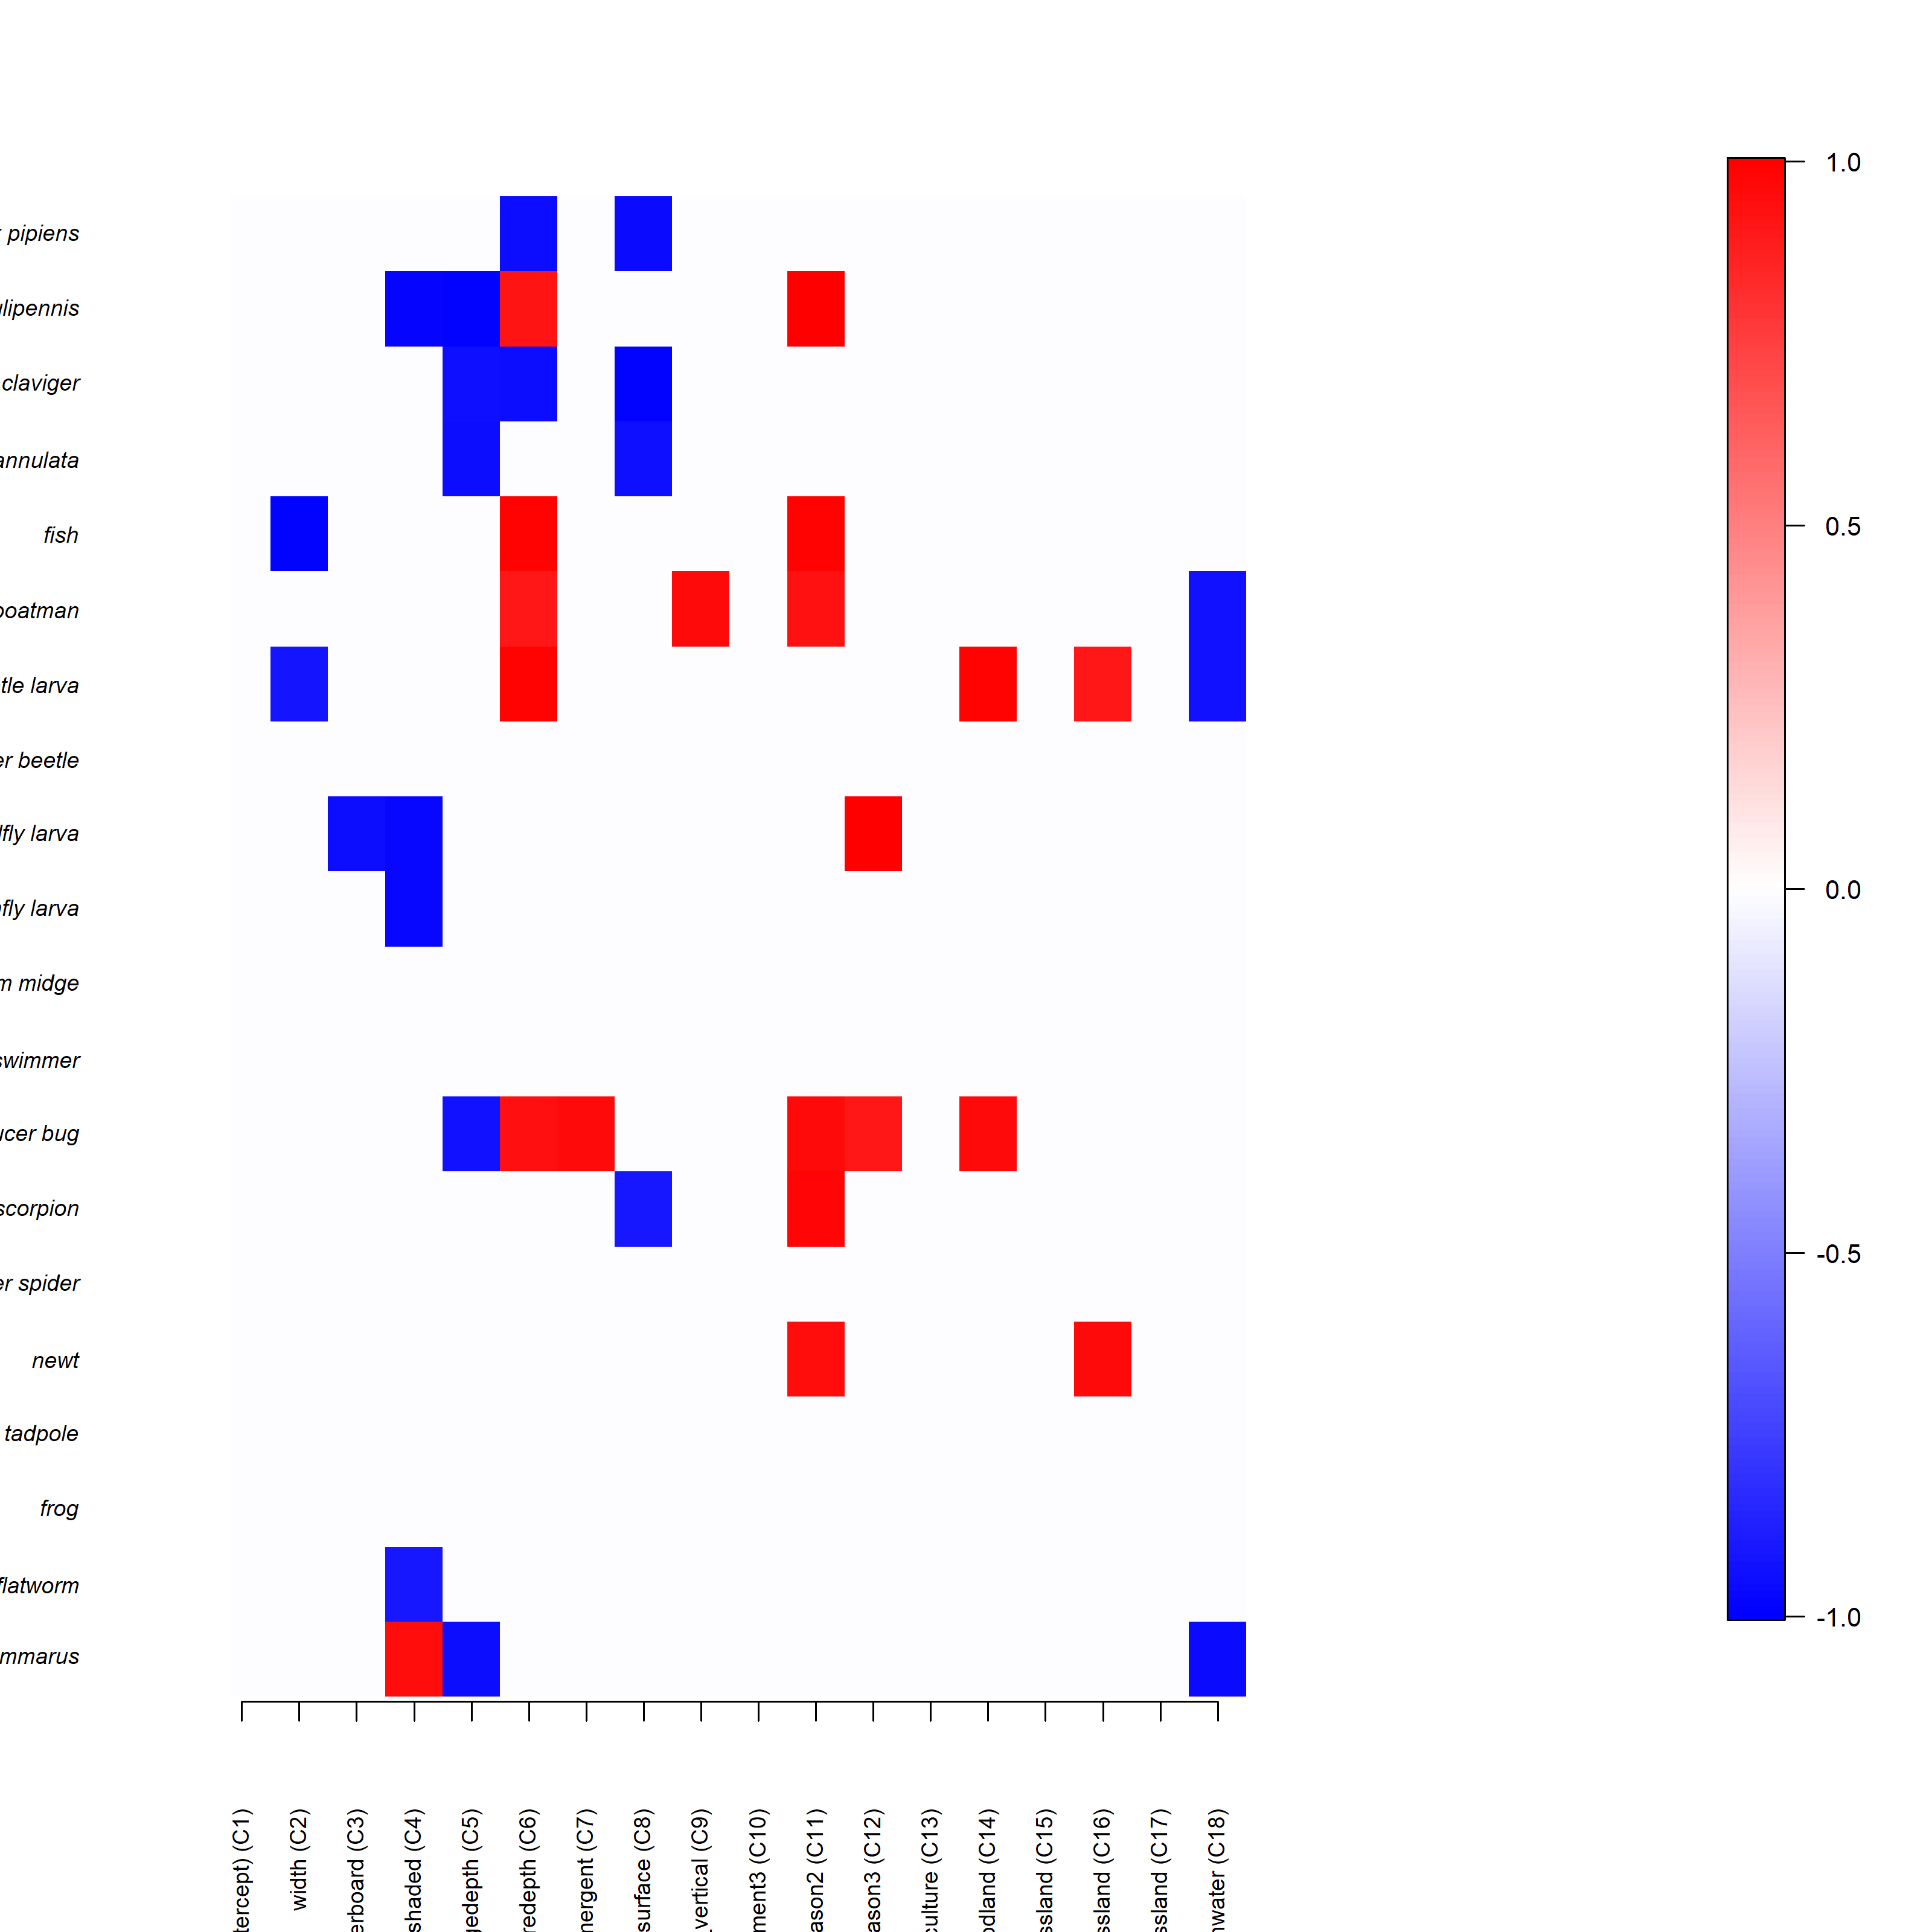 1.0
pipiens
lipennis
0.5
claviger
annulata
fish
boatman
tle larva
er beetle
0.0
fly larva
fly larva
m midge
swimmer
ucer bug
scorpion
-0.5
er spider
newt
tadpole
frog
flatworm
-1.0
mmarus
tercept) (C1)
width (C2)
erboard (C3)
shaded (C4)
gedepth (C5)
redepth (C6)
nergent (C7)
surface (C8)
vertical (C9)
ment3 (C10)
ason2 (C11)
ason3 (C12)
culture (C13)
odland (C14)
ssland (C15)
ssland (C16)
ssland (C17)
nwater (C18)